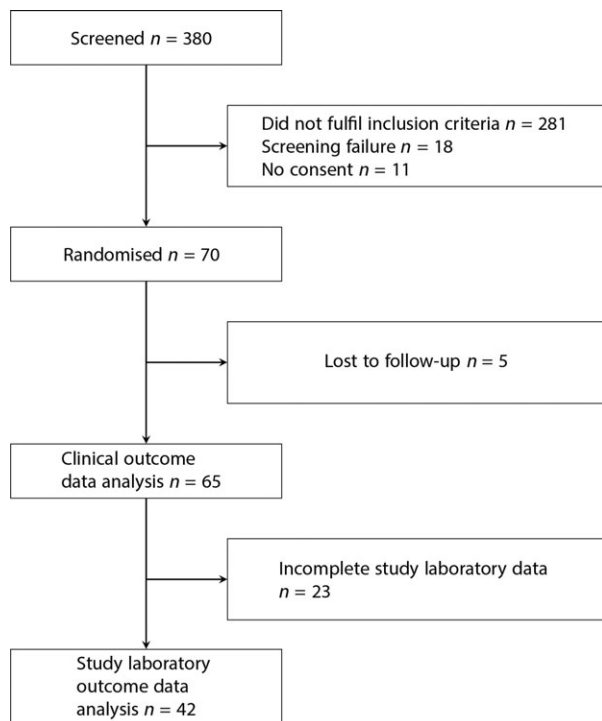 Screened n = 380
Did not fulfil inclusion criteria n = 281
Screening failure n = 18
No consent n = 11
Randomised n = 70
Lost to follow-up n = 5
Clinical outcome
data analysis n = 65
Incomplete study laboratory data
n = 23
Study laboratory
outcome data
analysis n = 42